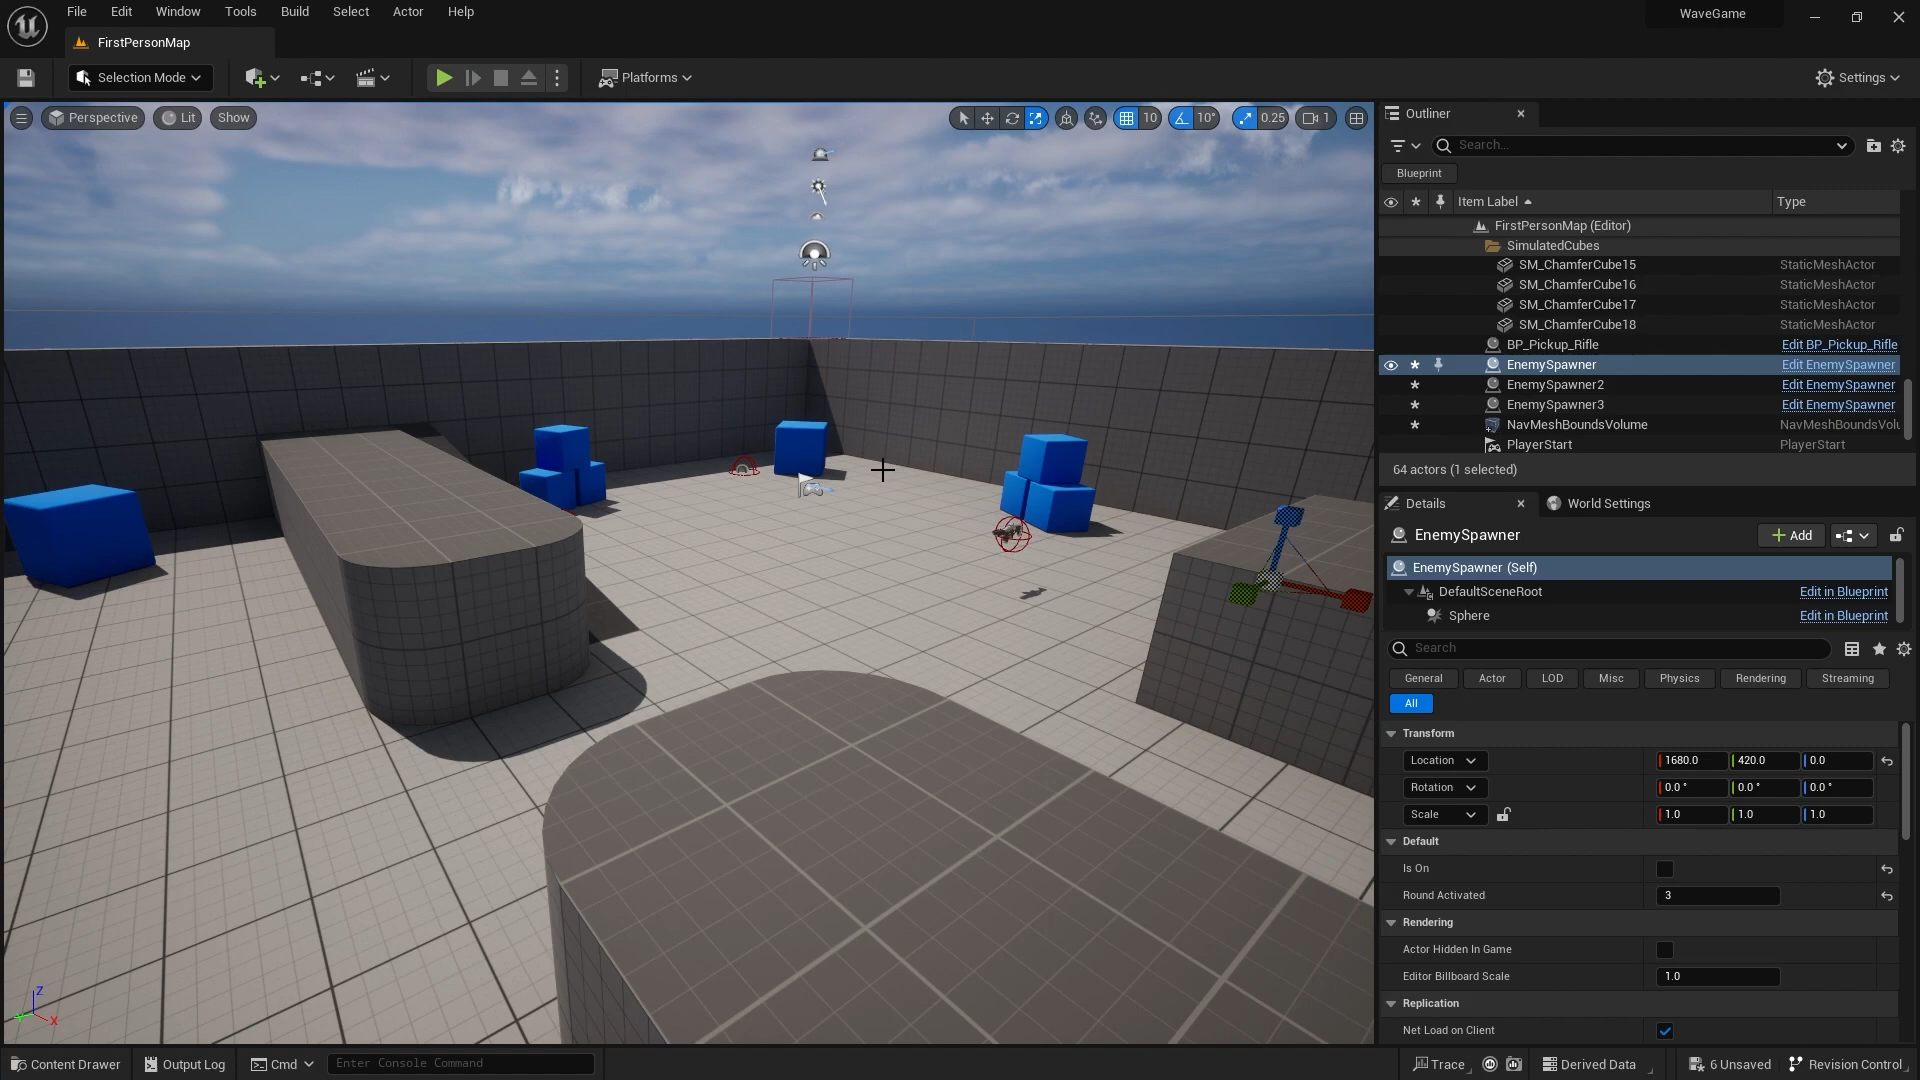 File Edit Window Tools Build Select Actor Help
WaveGame
FirstPersonMap
Selection Mode
Platforms
Settings
Perspective Lit Show
10 10° 0.25 1
Outliner
Search...
Blueprint
Item Label Type
FirstPersonMap (Editor)
SimulatedCubes
SM_ChamferCube15 StaticMeshActor
SM_ChamferCube16 StaticMeshActor
SM_ChamferCube17 StaticMeshActor
SM_ChamferCube18 StaticMeshActor
BP_Pickup_Rifle Edit BP_Pickup_Rifle
EnemySpawner Edit EnemySpawner
EnemySpawner2 Edit EnemySpawner
EnemySpawner3 Edit EnemySpawner
NavMeshBoundsVolume NavMeshBoundsVolu
PlayerStart PlayerStart
64 actors (1 selected)
Details World Settings
EnemySpawner Add
EnemySpawner (Self)
DefaultSceneRoot Edit in Blueprint
Sphere Edit in Blueprint
Search
General Actor LOD Misc Physics Rendering Streaming
All
Transform
Location 1680.0 420.0 0.0
Rotation 0.0° 0.0° 0.0°
Scale 1.0 1.0 1.0
Default
Is On
Round Activated 3
Rendering
Actor Hidden In Game
Editor Billboard Scale 1.0
Replication
Net Load on Client
Z
X
Content Drawer Output Log Cmd Enter Console Command
Trace Derived Data 6 Unsaved Revision Control